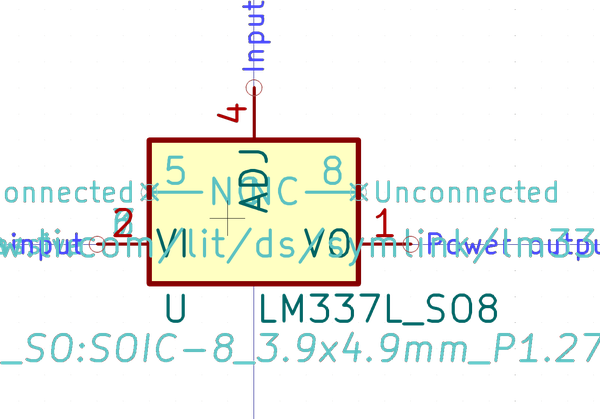 Input
4
5 NC NC 8
ADJ
onnected Unconnected
2 1
input VI VO Power outpu
w.ti.com/lit/ds/symlink/lm33
U LM337L_SO8
_SO:SOIC-8_3.9x4.9mm_P1.27